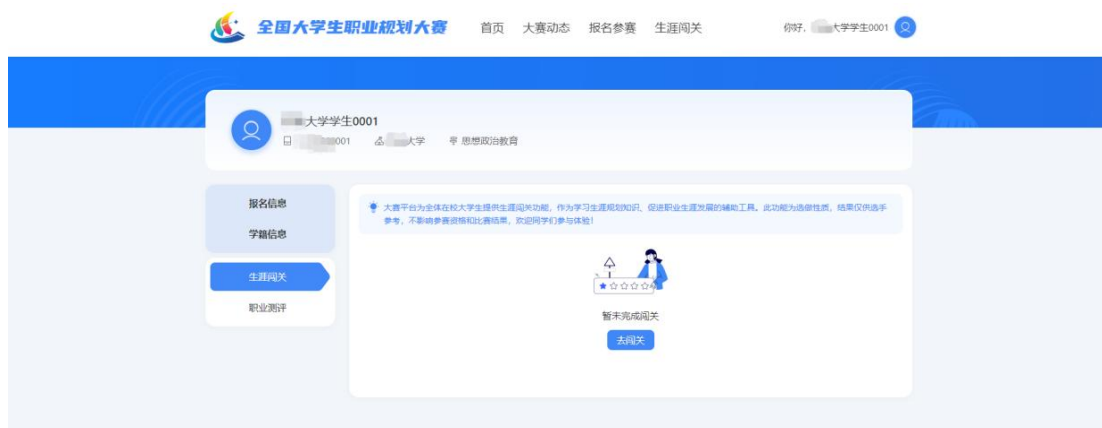 全国大学生职业规划大赛
首页 大赛动态 报名参赛 生涯闯关
你好, 大学学生0001
大学学生0001
0001 大学 思想政治教育
报名信息
学籍信息
生涯闯关
职业测评
大赛平台为全体在校大学生提供生涯闯关功能，作为学习生涯规划知识、促进职业生涯发展的辅助工具。此功能为选做性质，结果仅供选手
参考，不影响参赛资格和比赛结果，欢迎同学们参与体验！
暂未完成闯关
去闯关